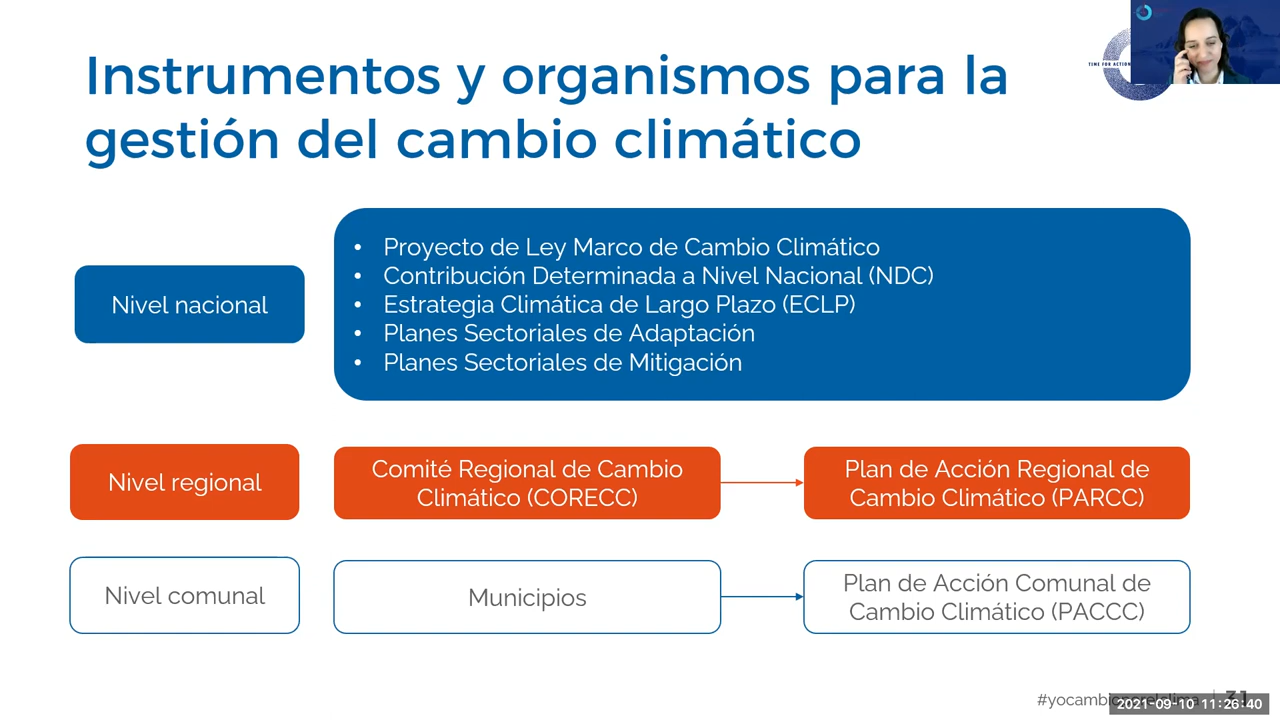 Instrumentos y organismos para la
gestión del cambio climático
TIME FOR ACTION
Nivel nacional
• Proyecto de Ley Marco de Cambio Climático
• Contribución Determinada a Nivel Nacional (NDC)
• Estrategia Climática de Largo Plazo (ECLP)
• Planes Sectoriales de Adaptación
• Planes Sectoriales de Mitigación
Nivel regional
Comité Regional de Cambio
Climático (CORECC)
Plan de Acción Regional de
Cambio Climático (PARCC)
Nivel comunal
Municipios
Plan de Acción Comunal de
Cambio Climático (PACCC)
#yocambioporelclima | 31
2021-09-10 11:26:40